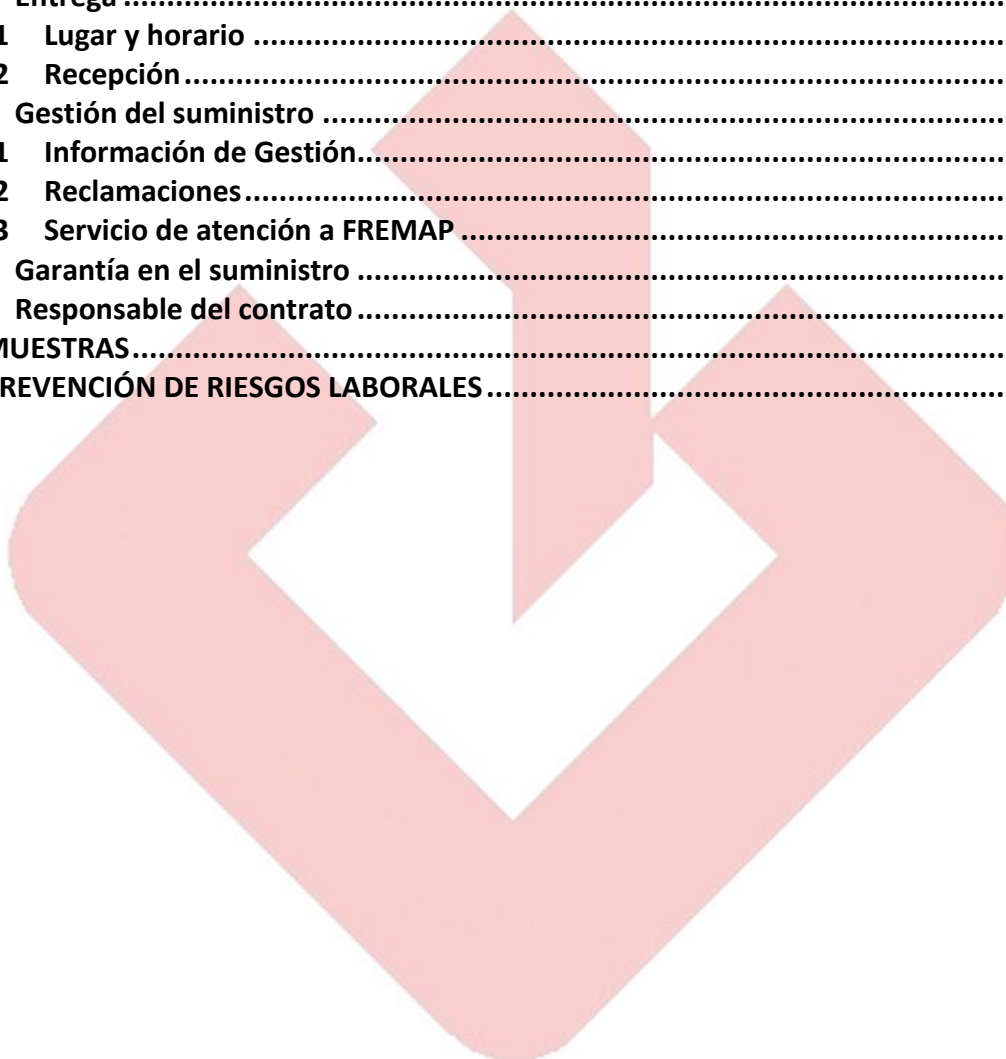 Entrega ........................................................................................................
1 Lugar y horario ........................................................................................
2 Recepción ................................................................................................
Gestión del suministro ................................................................................
1 Información de Gestión ............................................................................
2 Reclamaciones ........................................................................................
3 Servicio de atención a FREMAP ................................................................
Garantía en el suministro ............................................................................
Responsable del contrato ............................................................................
MUESTRAS ..................................................................................................
REVENCIÓN DE RIESGOS LABORALES ............................................................